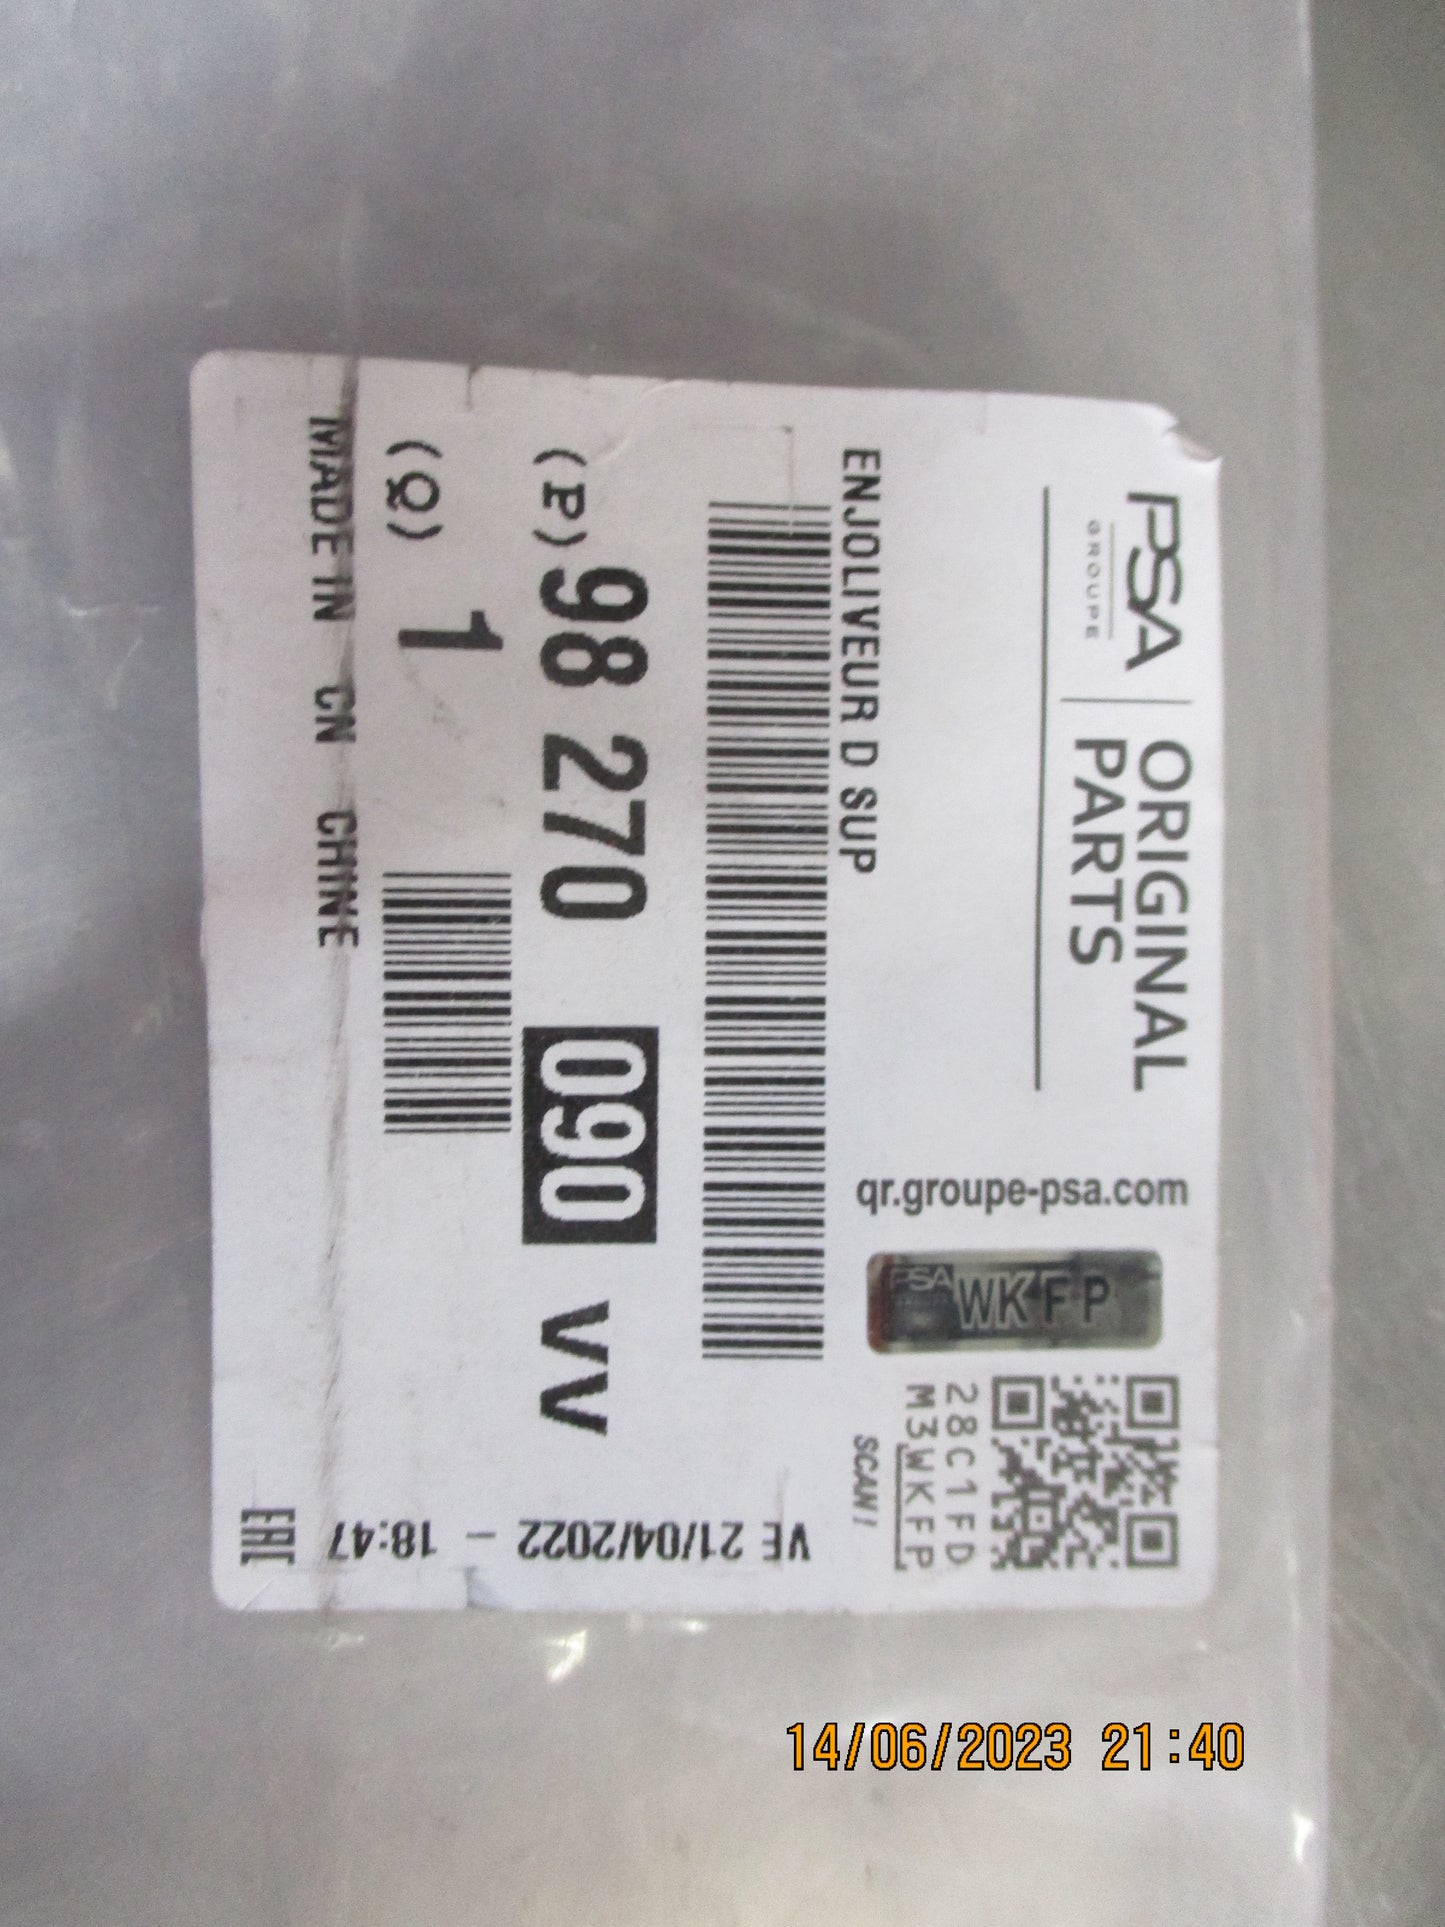 PSA
GROUPE
ORIGINAL
PARTS
qr.groupe-psa.com
PSA
WKFP
28C1FD
M3WKFP
SCAN !
ENJOLIVEUR D SUP
(P) 98 270 090 VV
(Q) 1
MADE IN CN CHINE
VE 21/04/2022 - 18:47
EAC
14/06/2023 21:40